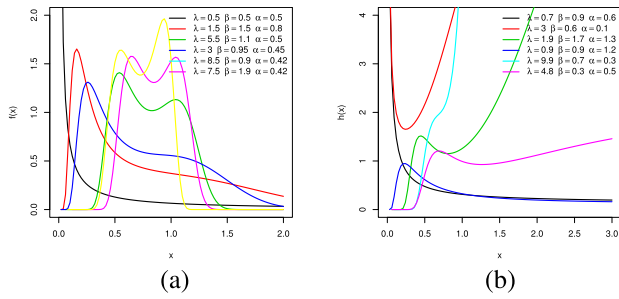 λ=0.5 β=0.5 α=0.5
λ=1.5 β=1.5 α=0.8
λ=5.5 β=1.1 α=0.5
λ=3 β=0.95 α=0.45
λ=8.5 β=0.9 α=0.42
λ=7.5 β=1.9 α=0.42
f(x)
0.0 0.5 1.0 1.5 2.0
0.0 0.5 1.0 1.5 2.0
x
(a)
λ=0.7 β=0.9 α=0.6
λ=3 β=0.6 α=0.1
λ=1.9 β=1.7 α=1.3
λ=0.9 β=0.9 α=1.2
λ=9.9 β=0.7 α=0.3
λ=4.8 β=0.3 α=0.5
h(x)
0 1 2 3 4
0.0 0.5 1.0 1.5 2.0 2.5 3.0
x
(b)